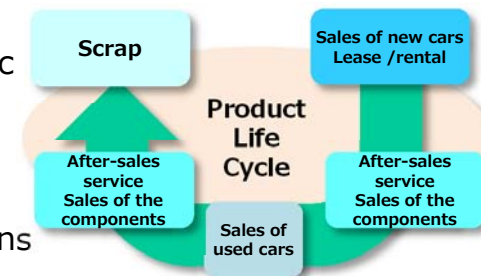 Scrap
Sales of new cars
Lease /rental
c
Product
Life
Cycle
After-sales
service
Sales of the
components
After-sales
service
Sales of the
components
Sales of
used cars
ns